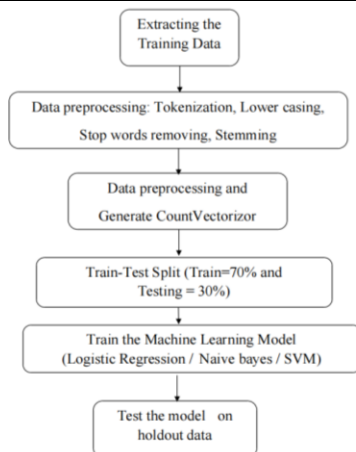 Extracting the
Training Data
Data preprocessing: Tokenization, Lower casing,
Stop words removing, Stemming
Data preprocessing and
Generate CountVectorizor
Train-Test Split (Train=70% and
Testing = 30%)
Train the Machine Learning Model
(Logistic Regression / Naive bayes / SVM)
Test the model on
holdout data